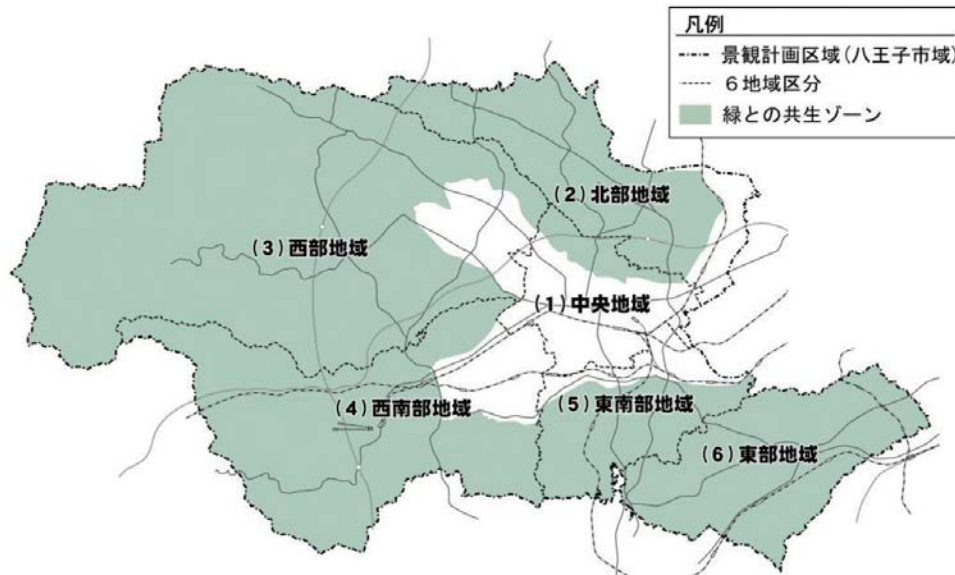 凡例
景観計画区域(八王子市域)
6地域区分
緑との共生ゾーン
(2)北部地域
(3)西部地域
(1)中央地域
(4)西南部地域
(5)東南部地域
(6)東部地域